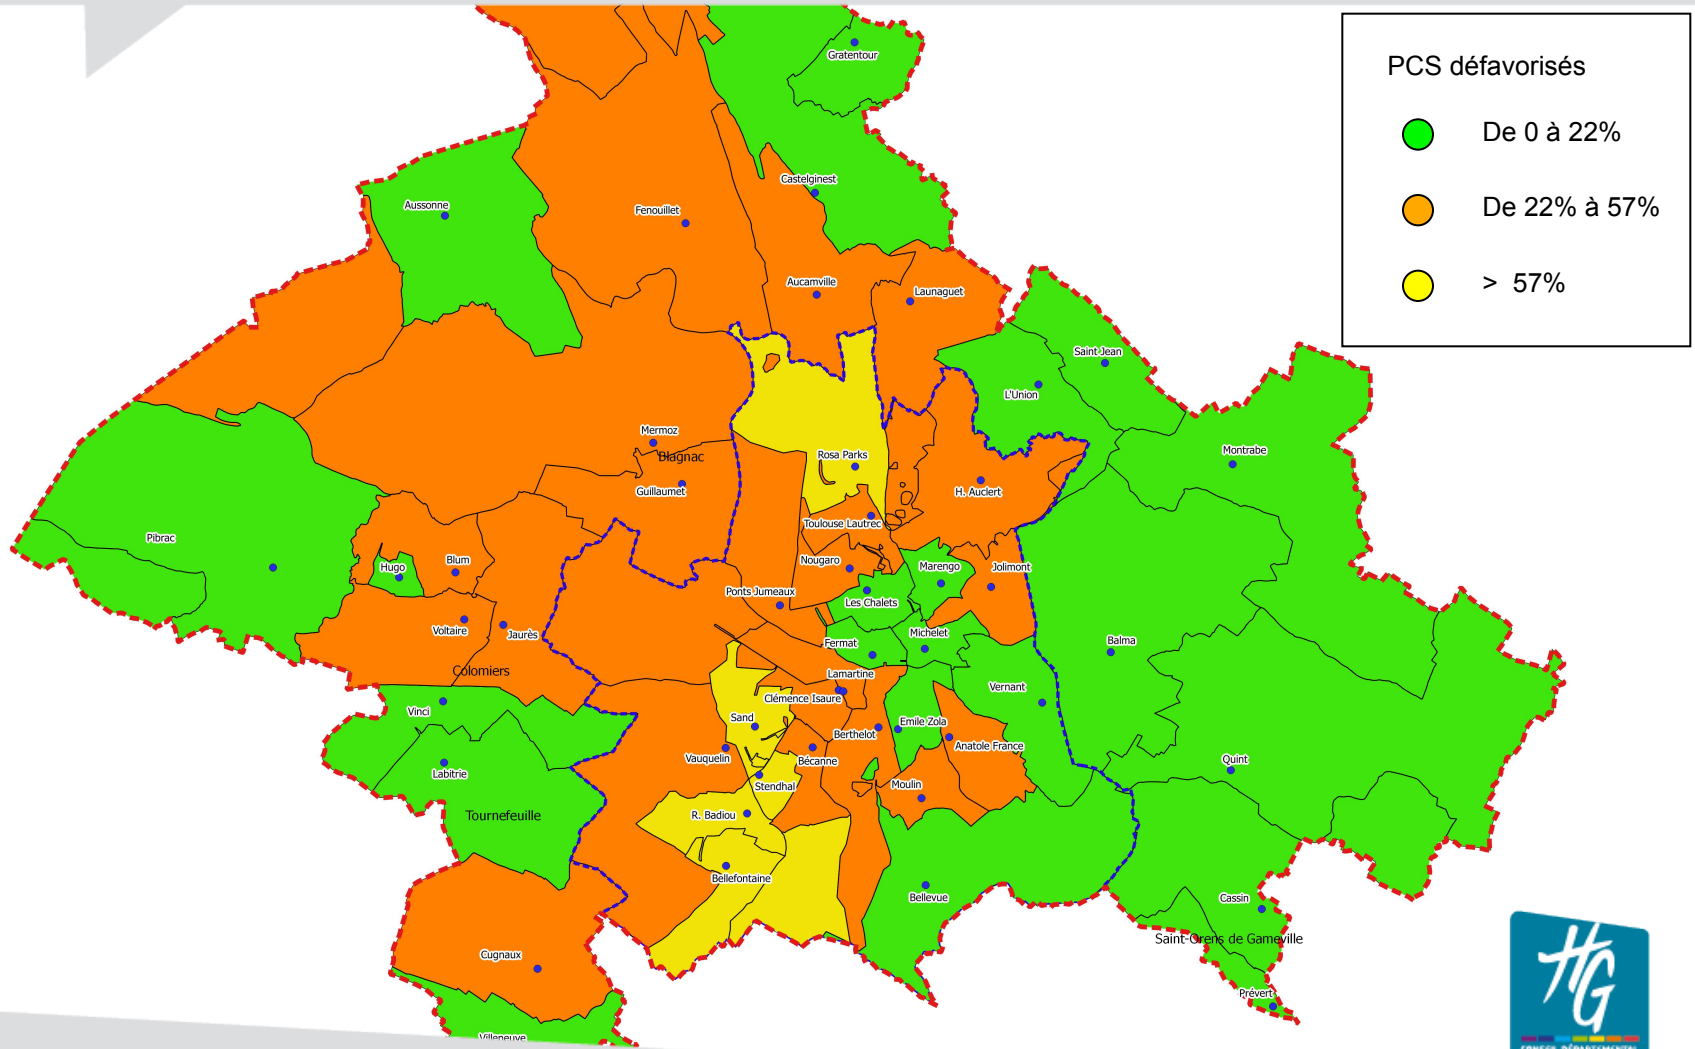 PCS défavorisés
De 0 à 22%
De 22% à 57%
> 57%
Gratentour
Castelginest
Aussonne
Fenouillet
Aucamville
Launaguet
Saint Jean
L'Union
Mermoz
Blagnac
Rosa Parks
Montrabe
Guillaumet
H. Auclert
Toulouse Lautrec
Pibrac
Hugo
Blum
Nougaro
Marengo
Jolimont
Ponts Jumeaux
Les Chalets
Voltaire
Jaurès
Fermat
Michelet
Balma
Colomiers
Lamartine
Vernant
Clémence Isaure
Vinci
Sand
Emile Zola
Berthelot
Anatole France
Vauquelin
Bécanne
Quint
Labitrie
Stendhal
Moulin
Tournefeuille
R. Badiou
Bellefontaine
Bellevue
Cassin
Saint-Orens de Gameville
Cugnaux
Prévert
Villeneuve
HG
CONSEIL DÉPARTEMENTAL